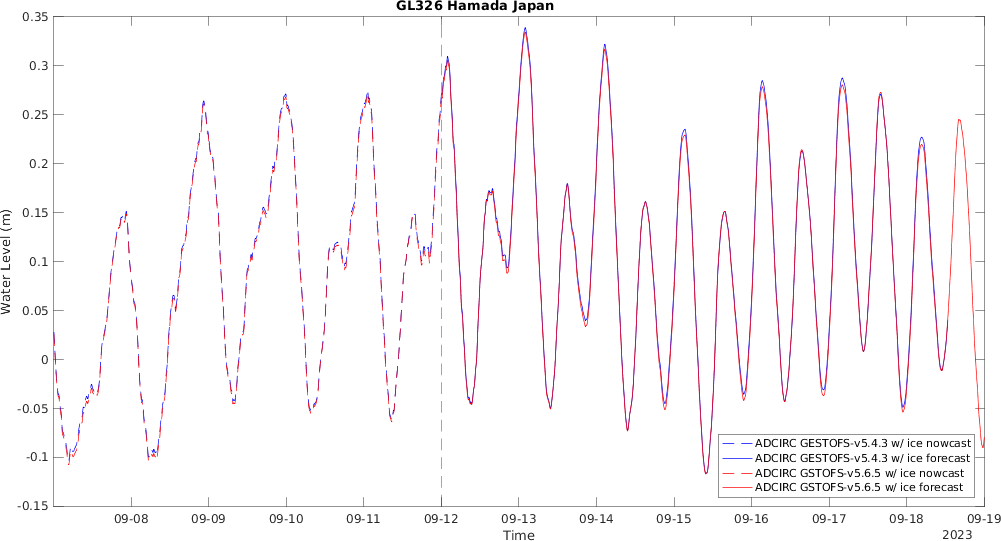 GL326 Hamada Japan
0.35
0.3
0.25
0.2
0.15
0.1
0.05
0
-0.05
-0.1
-0.15
Water Level (m)
ADCIRC GESTOFS-v5.4.3 w/ ice nowcast
ADCIRC GESTOFS-v5.4.3 w/ ice forecast
ADCIRC GSTOFS-v5.6.5 w/ ice nowcast
ADCIRC GSTOFS-v5.6.5 w/ ice forecast
09-08 09-09 09-10 09-11 09-12 09-13 09-14 09-15 09-16 09-17 09-18 09-19
Time
2023